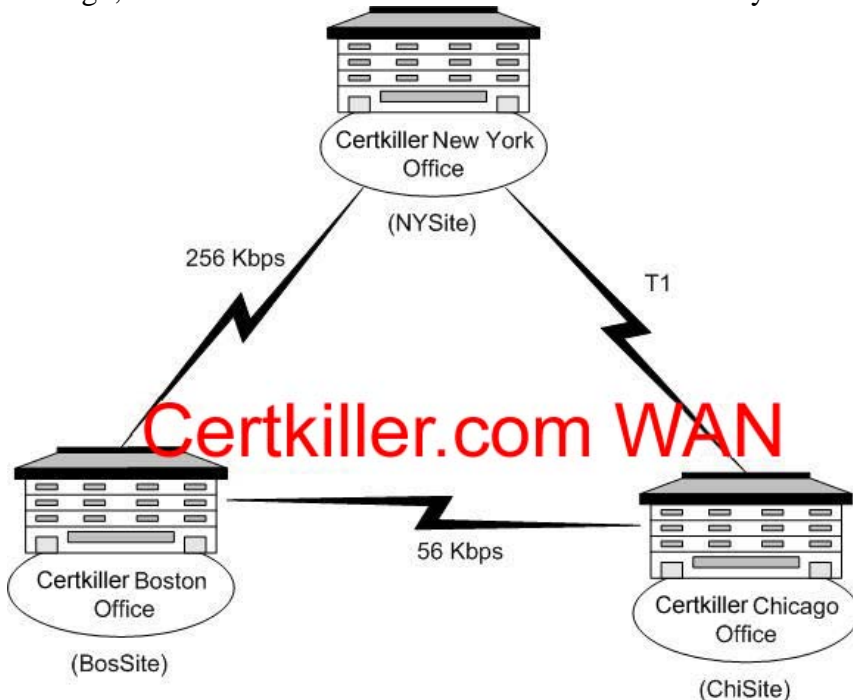 Certkiller New York
Office
(NYSite)
256 Kbps
T1
Certkiller.com WAN
56 Kbps
Certkiller Boston
Office
(BosSite)
Certkiller Chicago
Office
(ChiSite)